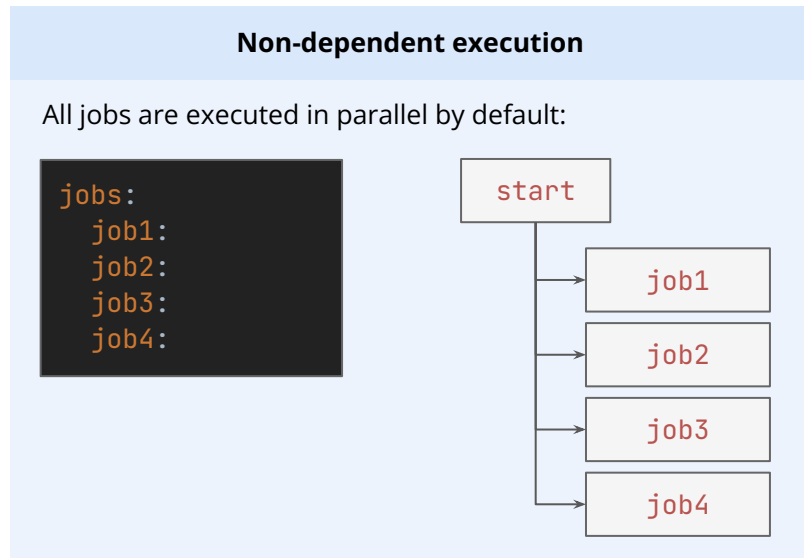 Non-dependent execution
All jobs are executed in parallel by default:
jobs:
  job1:
  job2:
  job3:
  job4:
start
job1
job2
job3
job4